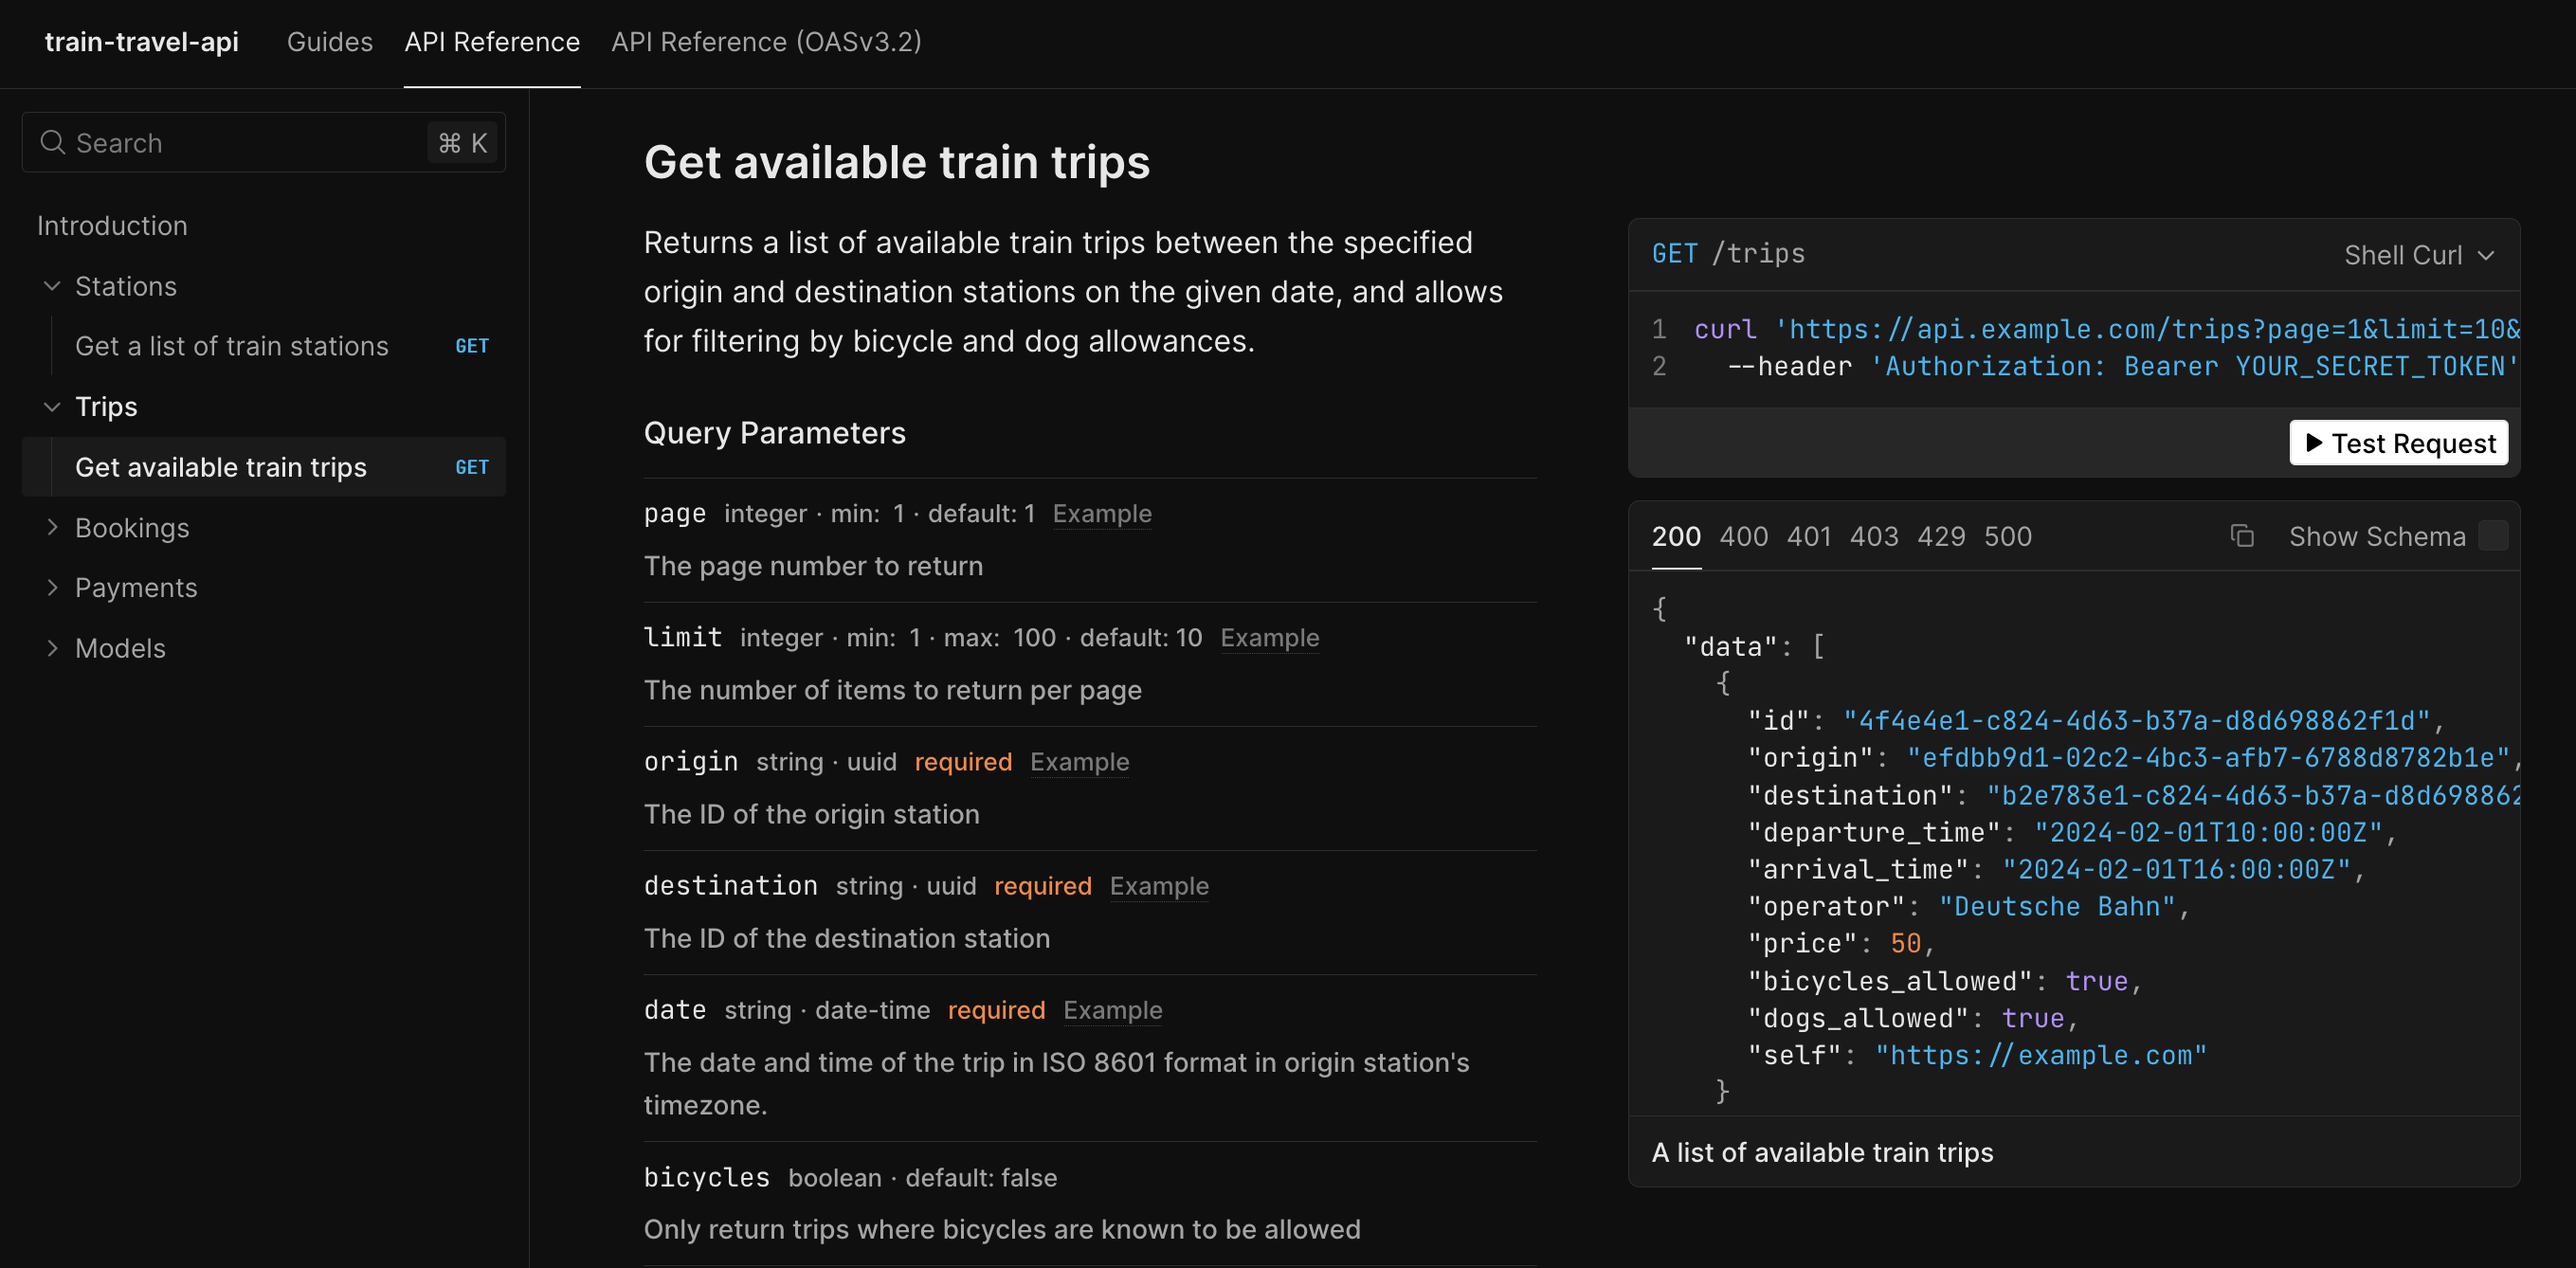 train-travel-api Guides API Reference API Reference (OASv3.2)
Search ⌘ K
Introduction
Stations
Get a list of train stations GET
Trips
Get available train trips GET
Bookings
Payments
Models
Get available train trips
Returns a list of available train trips between the specified
origin and destination stations on the given date, and allows
for filtering by bicycle and dog allowances.
Query Parameters
page integer · min: 1 · default: 1 Example
The page number to return
limit integer · min: 1 · max: 100 · default: 10 Example
The number of items to return per page
origin string · uuid required Example
The ID of the origin station
destination string · uuid required Example
The ID of the destination station
date string · date-time required Example
The date and time of the trip in ISO 8601 format in origin station's
timezone.
bicycles boolean · default: false
Only return trips where bicycles are known to be allowed
GET /trips Shell Curl
1 curl 'https://api.example.com/trips?page=1&limit=10&
2 --header 'Authorization: Bearer YOUR_SECRET_TOKEN'
Test Request
200 400 401 403 429 500 Show Schema
{
"data": [
{
"id": "4f4e4e1-c824-4d63-b37a-d8d698862f1d",
"origin": "efdbb9d1-02c2-4bc3-afb7-6788d8782b1e",
"destination": "b2e783e1-c824-4d63-b37a-d8d698862
"departure_time": "2024-02-01T10:00:00Z",
"arrival_time": "2024-02-01T16:00:00Z",
"operator": "Deutsche Bahn",
"price": 50,
"bicycles_allowed": true,
"dogs_allowed": true,
"self": "https://example.com"
}
A list of available train trips